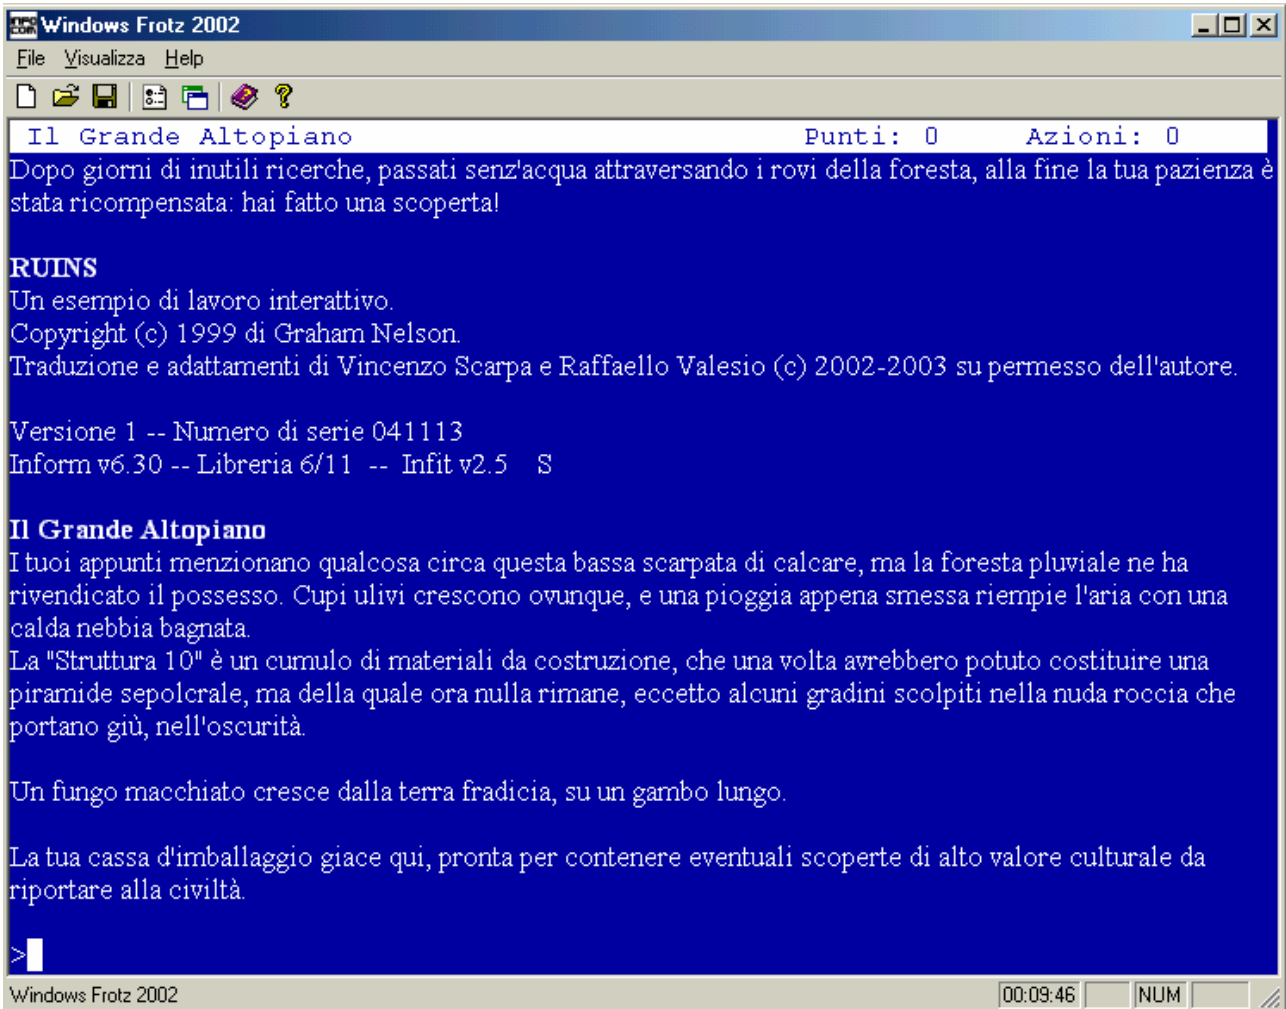 Windows Frotz 2002
File Visualizza Help
Il Grande Altopiano Punti: 0 Azioni: 0
Dopo giorni di inutili ricerche, passati senz'acqua attraversando i rovi della foresta, alla fine la tua pazienza è
stata ricompensata: hai fatto una scoperta!
RUINS
Un esempio di lavoro interattivo.
Copyright (c) 1999 di Graham Nelson.
Traduzione e adattamenti di Vincenzo Scarpa e Raffaello Valesio (c) 2002-2003 su permesso dell'autore.
Versione 1 -- Numero di serie 041113
Inform v6.30 -- Libreria 6/11 -- Infit v2.5 S
Il Grande Altopiano
I tuoi appunti menzionano qualcosa circa questa bassa scarpata di calcare, ma la foresta pluviale ne ha
rivendicato il possesso. Cupi ulivi crescono ovunque, e una pioggia appena smessa riempie l'aria con una
calda nebbia bagnata.
La "Struttura 10" è un cumulo di materiali da costruzione, che una volta avrebbero potuto costituire una
piramide sepolcrale, ma della quale ora nulla rimane, eccetto alcuni gradini scolpiti nella nuda roccia che
portano giù, nell'oscurità.
Un fungo macchiato cresce dalla terra fradicia, su un gambo lungo.
La tua cassa d'imballaggio giace qui, pronta per contenere eventuali scoperte di alto valore culturale da
riportare alla civiltà.
>
Windows Frotz 2002 00:09:46 NUM